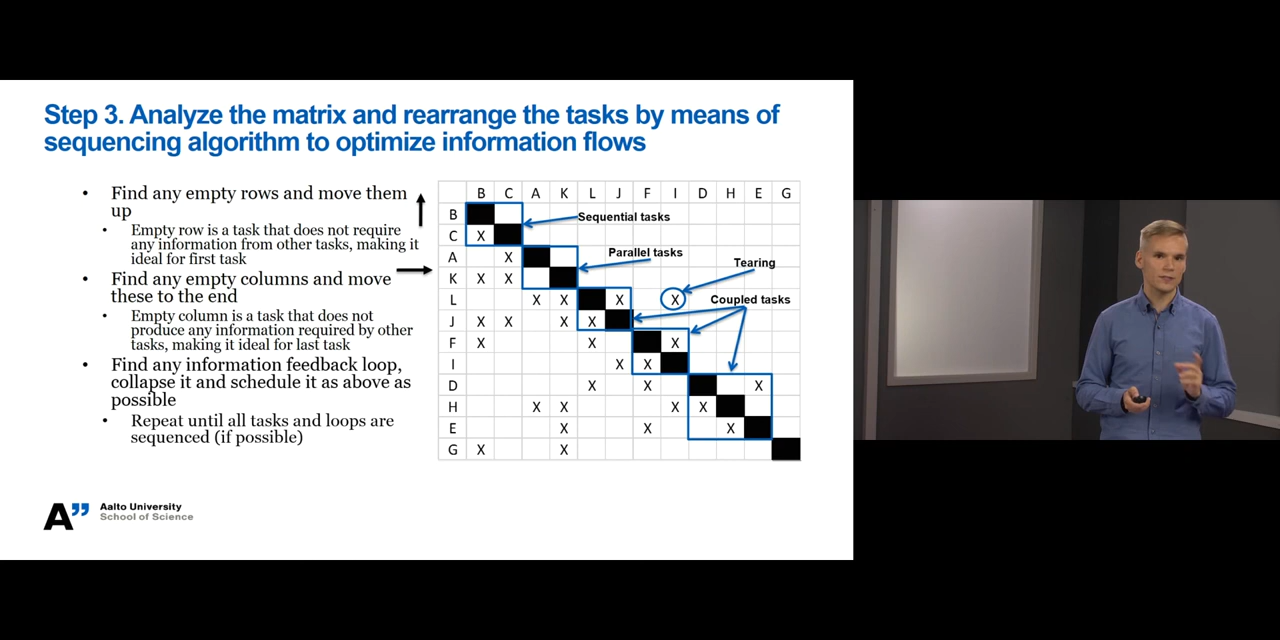 Step 3. Analyze the matrix and rearrange the tasks by means of
sequencing algorithm to optimize information flows
• Find any empty rows and move them
up
• Empty row is a task that does not require
any information from other tasks, making it
ideal for first task
• Find any empty columns and move
these to the end
• Empty column is a task that does not
produce any information required by other
tasks, making it ideal for last task
• Find any information feedback loop,
collapse it and schedule it as above as
possible
• Repeat until all tasks and loops are
sequenced (if possible)
B C A K L J F I D H E G
B
Sequential tasks
C X
A X
Parallel tasks
K X X
Tearing
L X X X X
Coupled tasks
J X X X X
F X X X
I X X
D X X X
H X X X X
E X X X
G X X
A”
Aalto University
School of Science